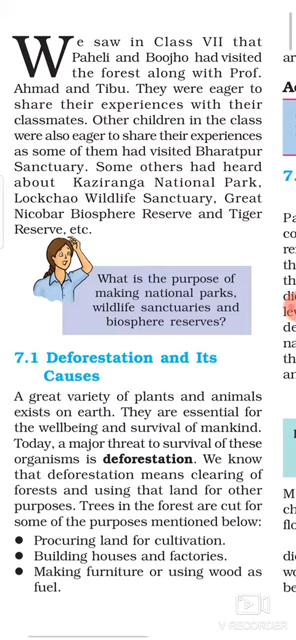 We saw in Class VII that
Paheli and Boojho had visited
the forest along with Prof.
Ahmad and Tibu. They were eager to
share their experiences with their
classmates. Other children in the class
were also eager to share their experiences
as some of them had visited Bharatpur
Sanctuary. Some others had heard
about Kaziranga National Park,
Lockchao Wildlife Sanctuary, Great
Nicobar Biosphere Reserve and Tiger
Reserve, etc.
What is the purpose of
making national parks,
wildlife sanctuaries and
biosphere reserves?
7.1 Deforestation and Its
Causes
A great variety of plants and animals
exists on earth. They are essential for
the wellbeing and survival of mankind.
Today, a major threat to survival of these
organisms is deforestation. We know
that deforestation means clearing of
forests and using that land for other
purposes. Trees in the forest are cut for
some of the purposes mentioned below:
● Procuring land for cultivation.
● Building houses and factories.
● Making furniture or using wood as
fuel.
V RECORDER